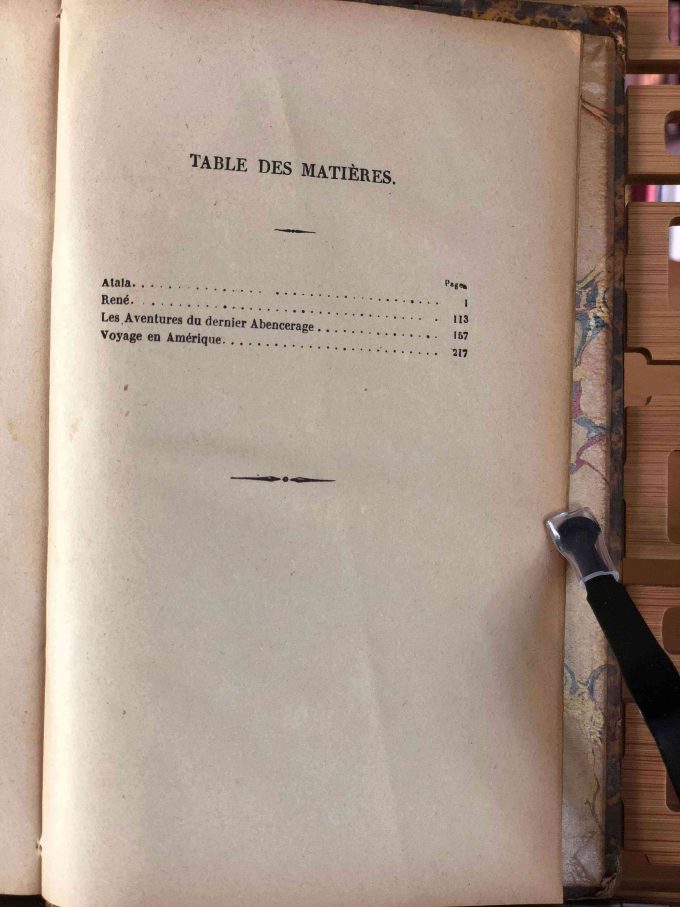 TABLE DES MATIÈRES.
Pages
Atala. . . . . . . . . . . . . . . . . . . . . . . . . . . . . 1
René. . . . . . . . . . . . . . . . . . . . . . . . . . . . . 113
Les Aventures du dernier Abencerage . . . . . . . . . . . . 157
Voyage en Amérique. . . . . . . . . . . . . . . . . . . . . . 217